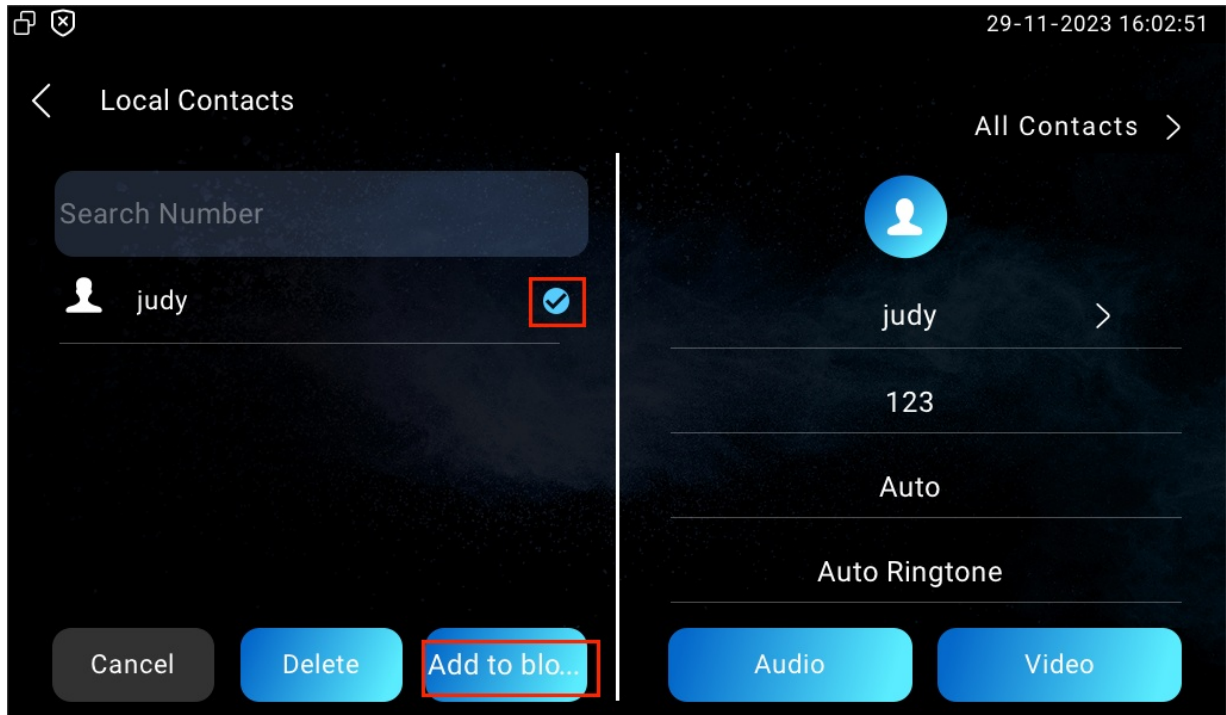 29-11-2023 16:02:51
Local Contacts
All Contacts
Search Number
judy
Cancel
Delete
Add to blo...
judy
123
Auto
Auto Ringtone
Audio
Video